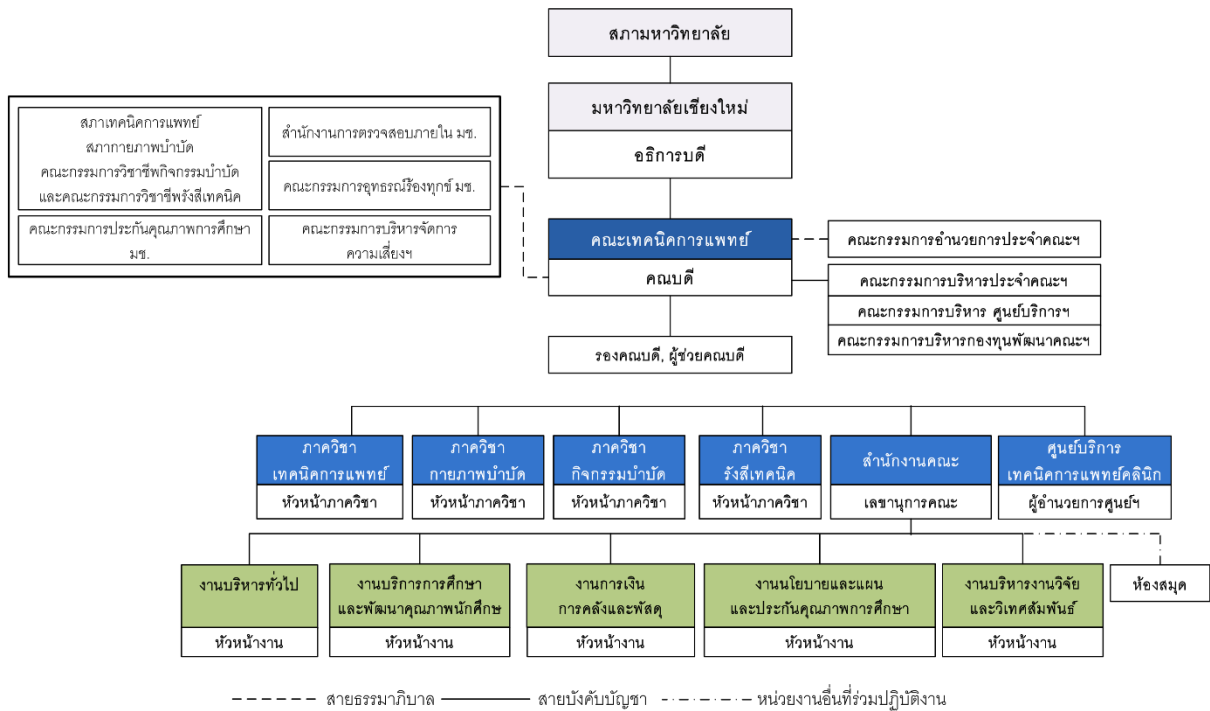 สภามหาวิทยาลัย
มหาวิทยาลัยเชียงใหม่
อธิการบดี
สภาเทคนิคการแพทย์
สภากายภาพบำบัด
คณะกรรมการวิชาชีพกิจกรรมบำบัด
และคณะกรรมการวิชาชีพรังสีเทคนิค
สำนักงานการตรวจสอบภายใน มช.
คณะกรรมการอุทธรณ์ร้องทุกข์ มช.
คณะกรรมการประกันคุณภาพการศึกษา
มช.
คณะกรรมการบริหารจัดการ
ความเสี่ยงฯ
คณะเทคนิคการแพทย์
คณบดี
คณะกรรมการอำนวยการประจำคณะฯ
คณะกรรมการบริหารประจำคณะฯ
คณะกรรมการบริหาร ศูนย์บริการฯ
คณะกรรมการบริหารกองทุนพัฒนาคณะฯ
รองคณบดี, ผู้ช่วยคณบดี
ภาควิชา
เทคนิคการแพทย์
หัวหน้าภาควิชา
ภาควิชา
กายภาพบำบัด
หัวหน้าภาควิชา
ภาควิชา
กิจกรรมบำบัด
หัวหน้าภาควิชา
ภาควิชา
รังสีเทคนิค
หัวหน้าภาควิชา
สำนักงานคณะ
เลขานุการคณะ
ศูนย์บริการ
เทคนิคการแพทย์คลินิก
ผู้อำนวยการศูนย์ฯ
งานบริหารทั่วไป
หัวหน้างาน
งานบริการการศึกษา
และพัฒนาคุณภาพนักศึกษ
หัวหน้างาน
งานการเงิน
การคลังและพัสดุ
หัวหน้างาน
งานนโยบายและแผน
และประกันคุณภาพการศึกษา
หัวหน้างาน
งานบริหารงานวิจัย
และวิเทศสัมพันธ์
หัวหน้างาน
ห้องสมุด
สายธรรมาภิบาล
สายบังคับบัญชา
หน่วยงานอื่นที่ร่วมปฏิบัติงาน